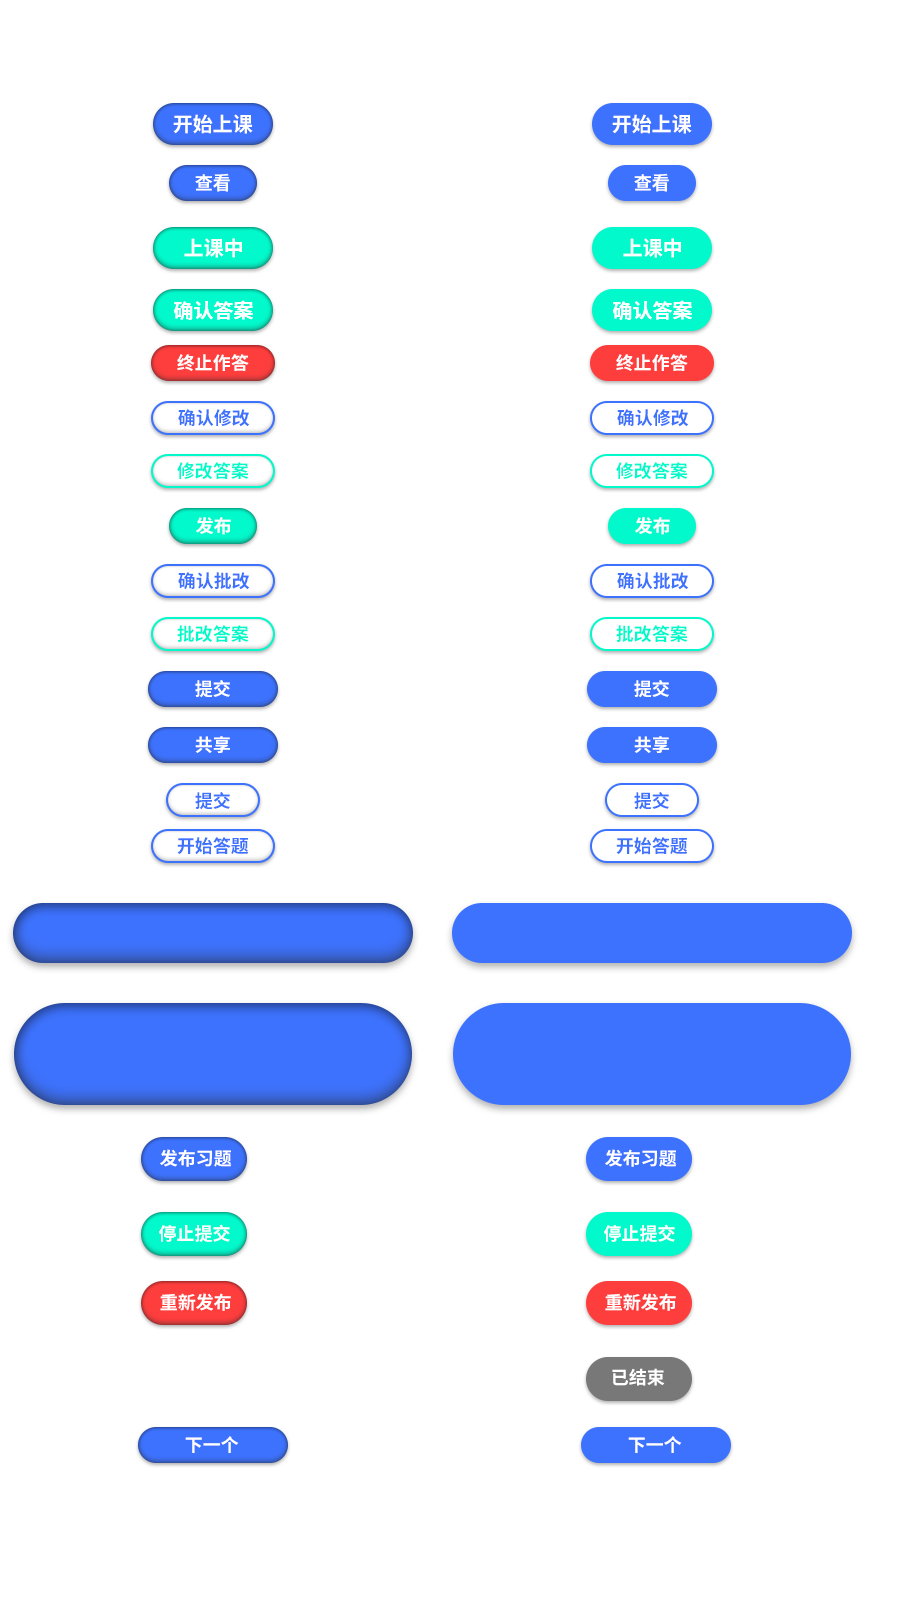 开始上课 开始上课
查看 查看
上课中 上课中
确认答案 确认答案
终止作答 终止作答
确认修改 确认修改
修改答案 修改答案
发布 发布
确认批改 确认批改
批改答案 批改答案
提交 提交
共享 共享
提交 提交
开始答题 开始答题
发布习题 发布习题
停止提交 停止提交
重新发布 重新发布
已结束
下一个 下一个